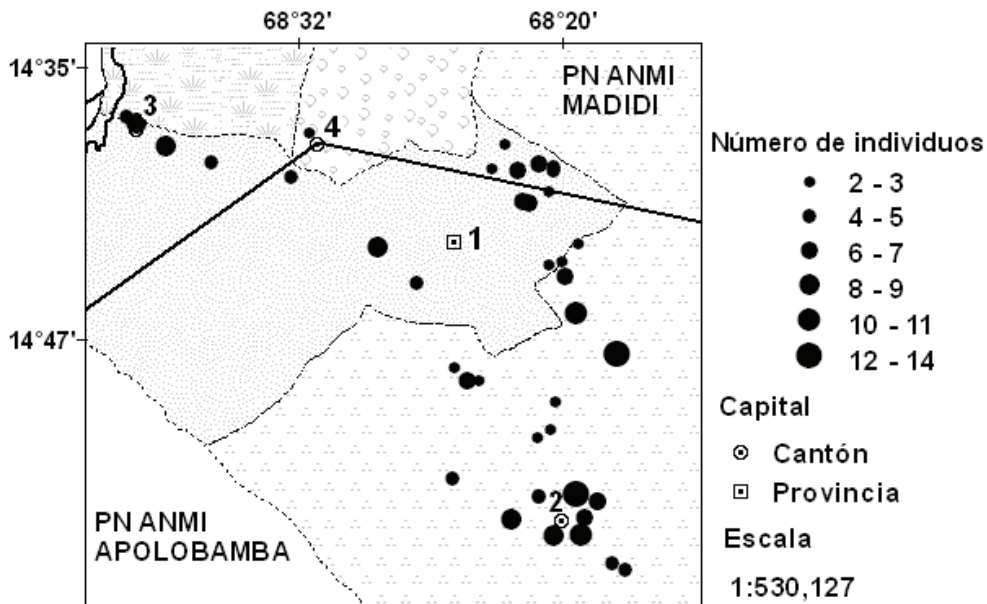 68°32' 68°20'
14°35'
PN ANMI
MADIDI
3
4
1
14°47'
2
PN ANMI
APOLOBAMBA
Número de individuos
2 - 3
4 - 5
6 - 7
8 - 9
10 - 11
12 - 14
Capital
Cantón
Provincia
Escala
1:530,127